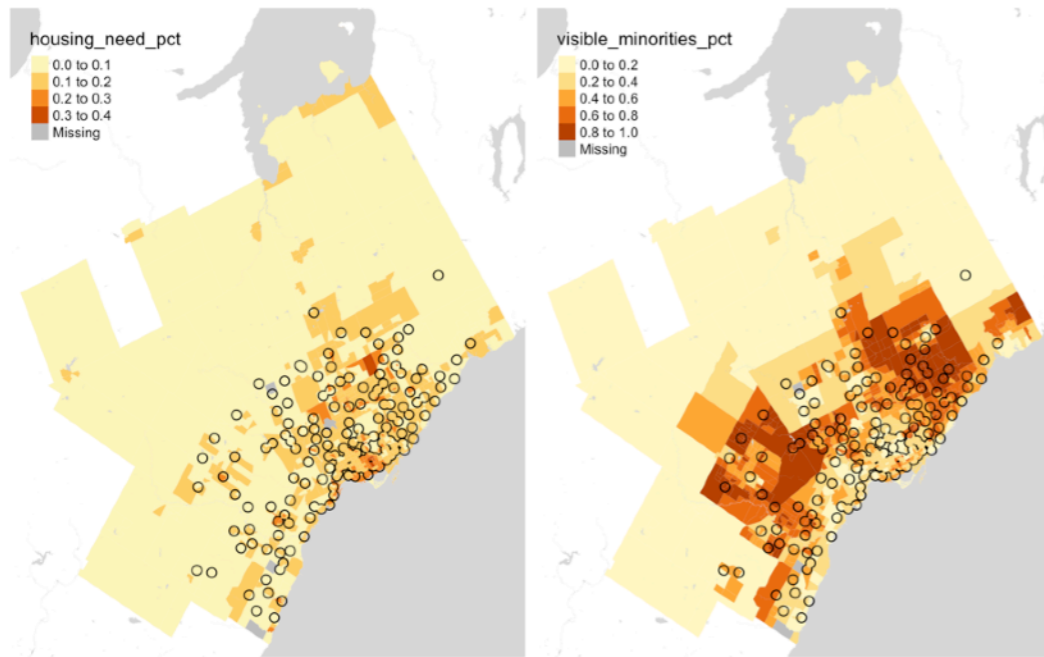 housing_need_pct
0.0 to 0.1
0.1 to 0.2
0.2 to 0.3
0.3 to 0.4
Missing
visible_minorities_pct
0.0 to 0.2
0.2 to 0.4
0.4 to 0.6
0.6 to 0.8
0.8 to 1.0
Missing